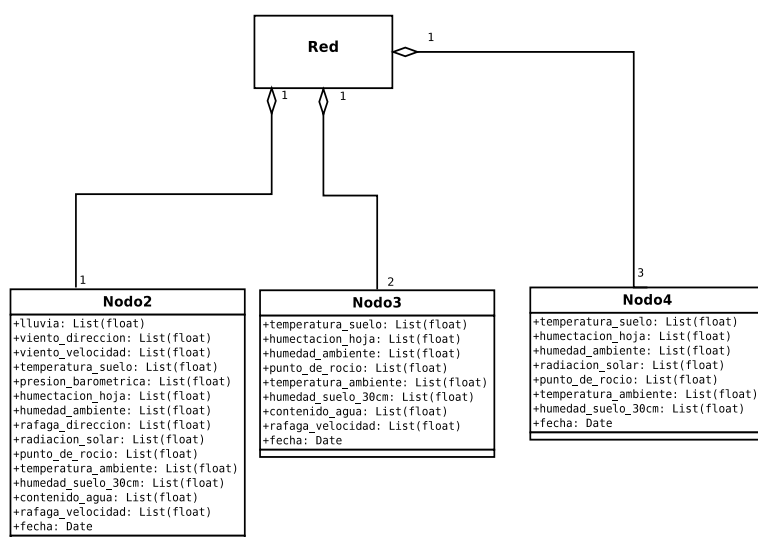 Red
1
1
1
1
2
3
Nodo2
+lluvia: List(float)
+viento_direccion: List(float)
+viento_velocidad: List(float)
+temperatura_suelo: List(float)
+presion_barometrica: List(float)
+humectacion_hoja: List(float)
+humedad_ambiente: List(float)
+rafaga_direccion: List(float)
+radiacion_solar: List(float)
+punto_de_rocio: List(float)
+temperatura_ambiente: List(float)
+humedad_suelo_30cm: List(float)
+contenido_agua: List(float)
+rafaga_velocidad: List(float)
+fecha: Date
Nodo3
+temperatura_suelo: List(float)
+humectacion_hoja: List(float)
+humedad_ambiente: List(float)
+punto_de_rocio: List(float)
+temperatura_ambiente: List(float)
+humedad_suelo_30cm: List(float)
+contenido_agua: List(float)
+rafaga_velocidad: List(float)
+fecha: Date
Nodo4
+temperatura_suelo: List(float)
+humectacion_hoja: List(float)
+humedad_ambiente: List(float)
+radiacion_solar: List(float)
+punto_de_rocio: List(float)
+temperatura_ambiente: List(float)
+humedad_suelo_30cm: List(float)
+fecha: Date